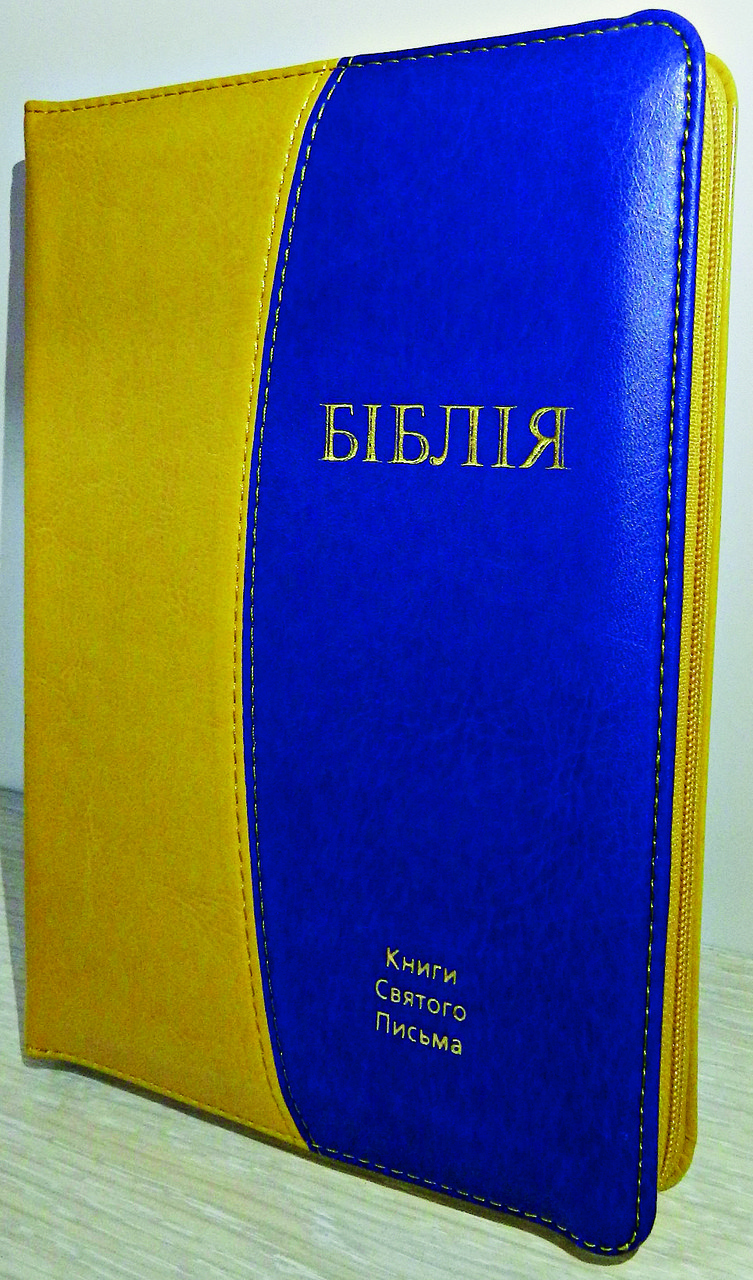 БІБЛІЯ
Книги
Святого
Письма